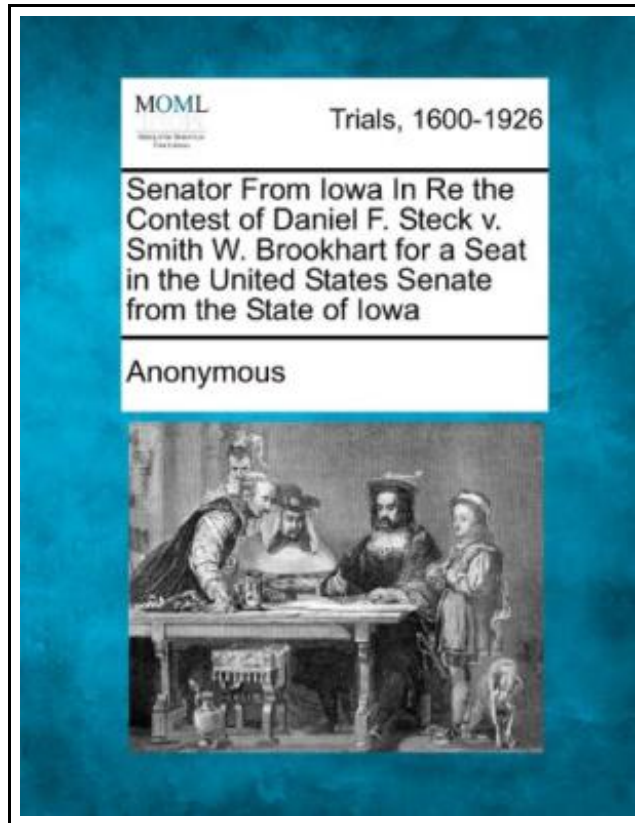 MOML
Trials, 1600-1926
Senator From Iowa In Re the
Contest of Daniel F. Steck v.
Smith W. Brookhart for a Seat
in the United States Senate
from the State of Iowa
Anonymous